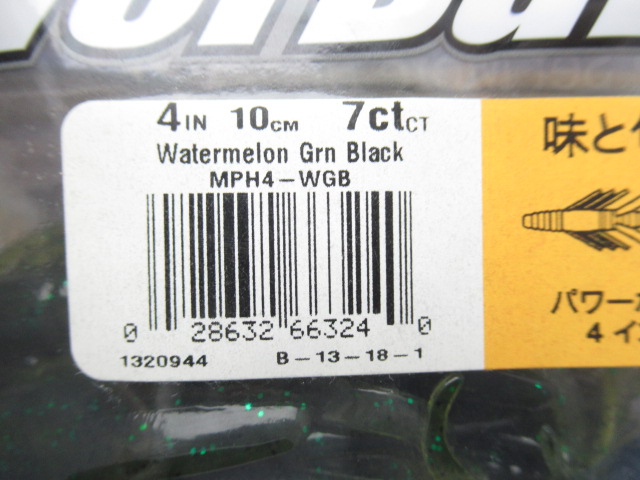 4IN 10CM 7ctCT
Watermelon Grn Black
MPH4-WGB
0 28632 66324 0
1320944 B-13-18-1
味と
パワー
4イ